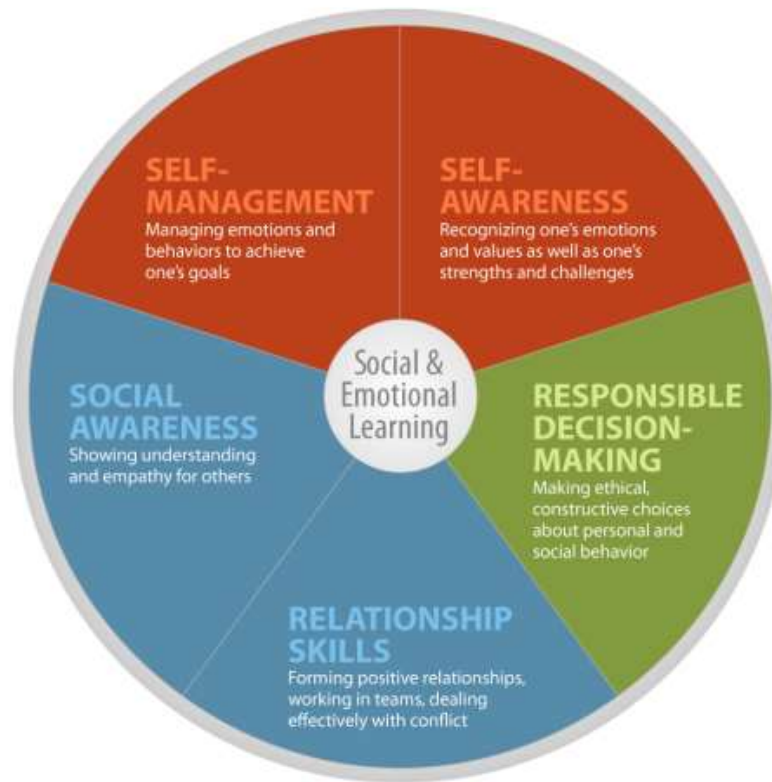 SELF-
MANAGEMENT
Managing emotions and
behaviors to achieve
one's goals
SELF-
AWARENESS
Recognizing one's emotions
and values as well as one's
strengths and challenges
SOCIAL
AWARENESS
Showing understanding
and empathy for others
Social &
Emotional
Learning
RESPONSIBLE
DECISION-
MAKING
Making ethical,
constructive choices
about personal and
social behavior
RELATIONSHIP
SKILLS
Forming positive relationships,
working in teams, dealing
effectively with conflict